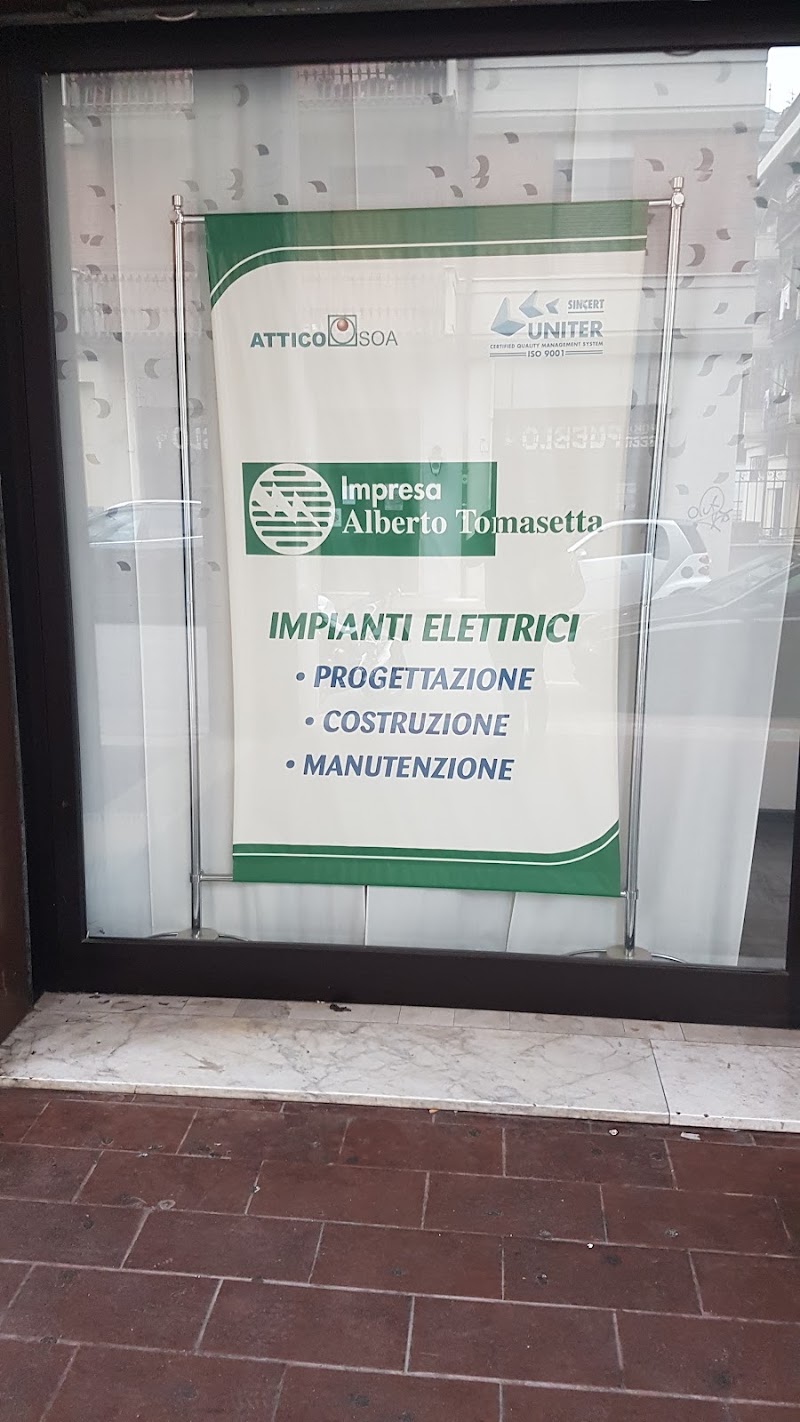 ATTICO SOA
SINCERT
UNITER
CERTIFIED QUALITY MANAGEMENT SYSTEM
ISO 9001
Impresa
Alberto Tomasetta
IMPIANTI ELETTRICI
• PROGETTAZIONE
• COSTRUZIONE
• MANUTENZIONE